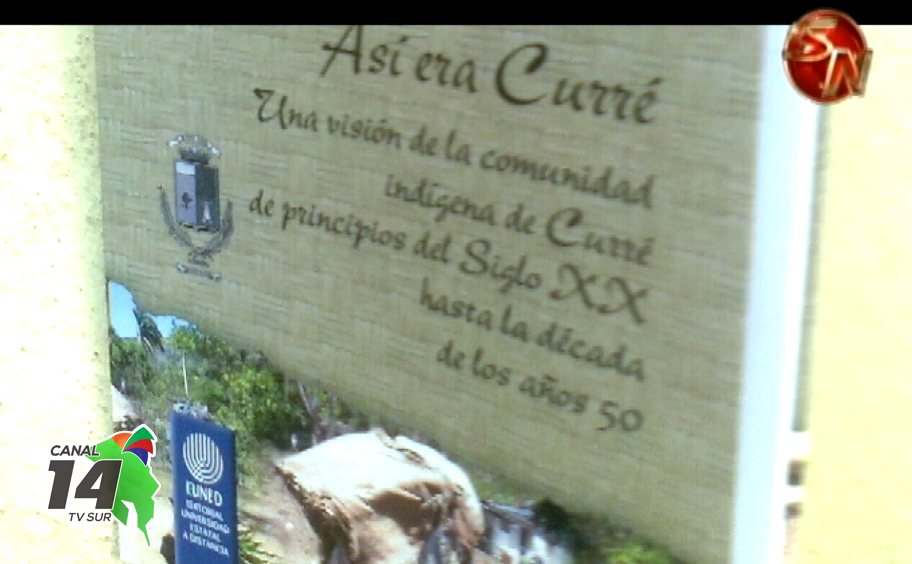 SN
Así era Curré
Una visión de la comunidad
indígena de Curré
de principios del Siglo XX
hasta la década
de los años 50
CANAL
14
TV SUR
EUNED
EDITORIAL
UNIVERSIDAD
ESTATAL
A DISTANCIA